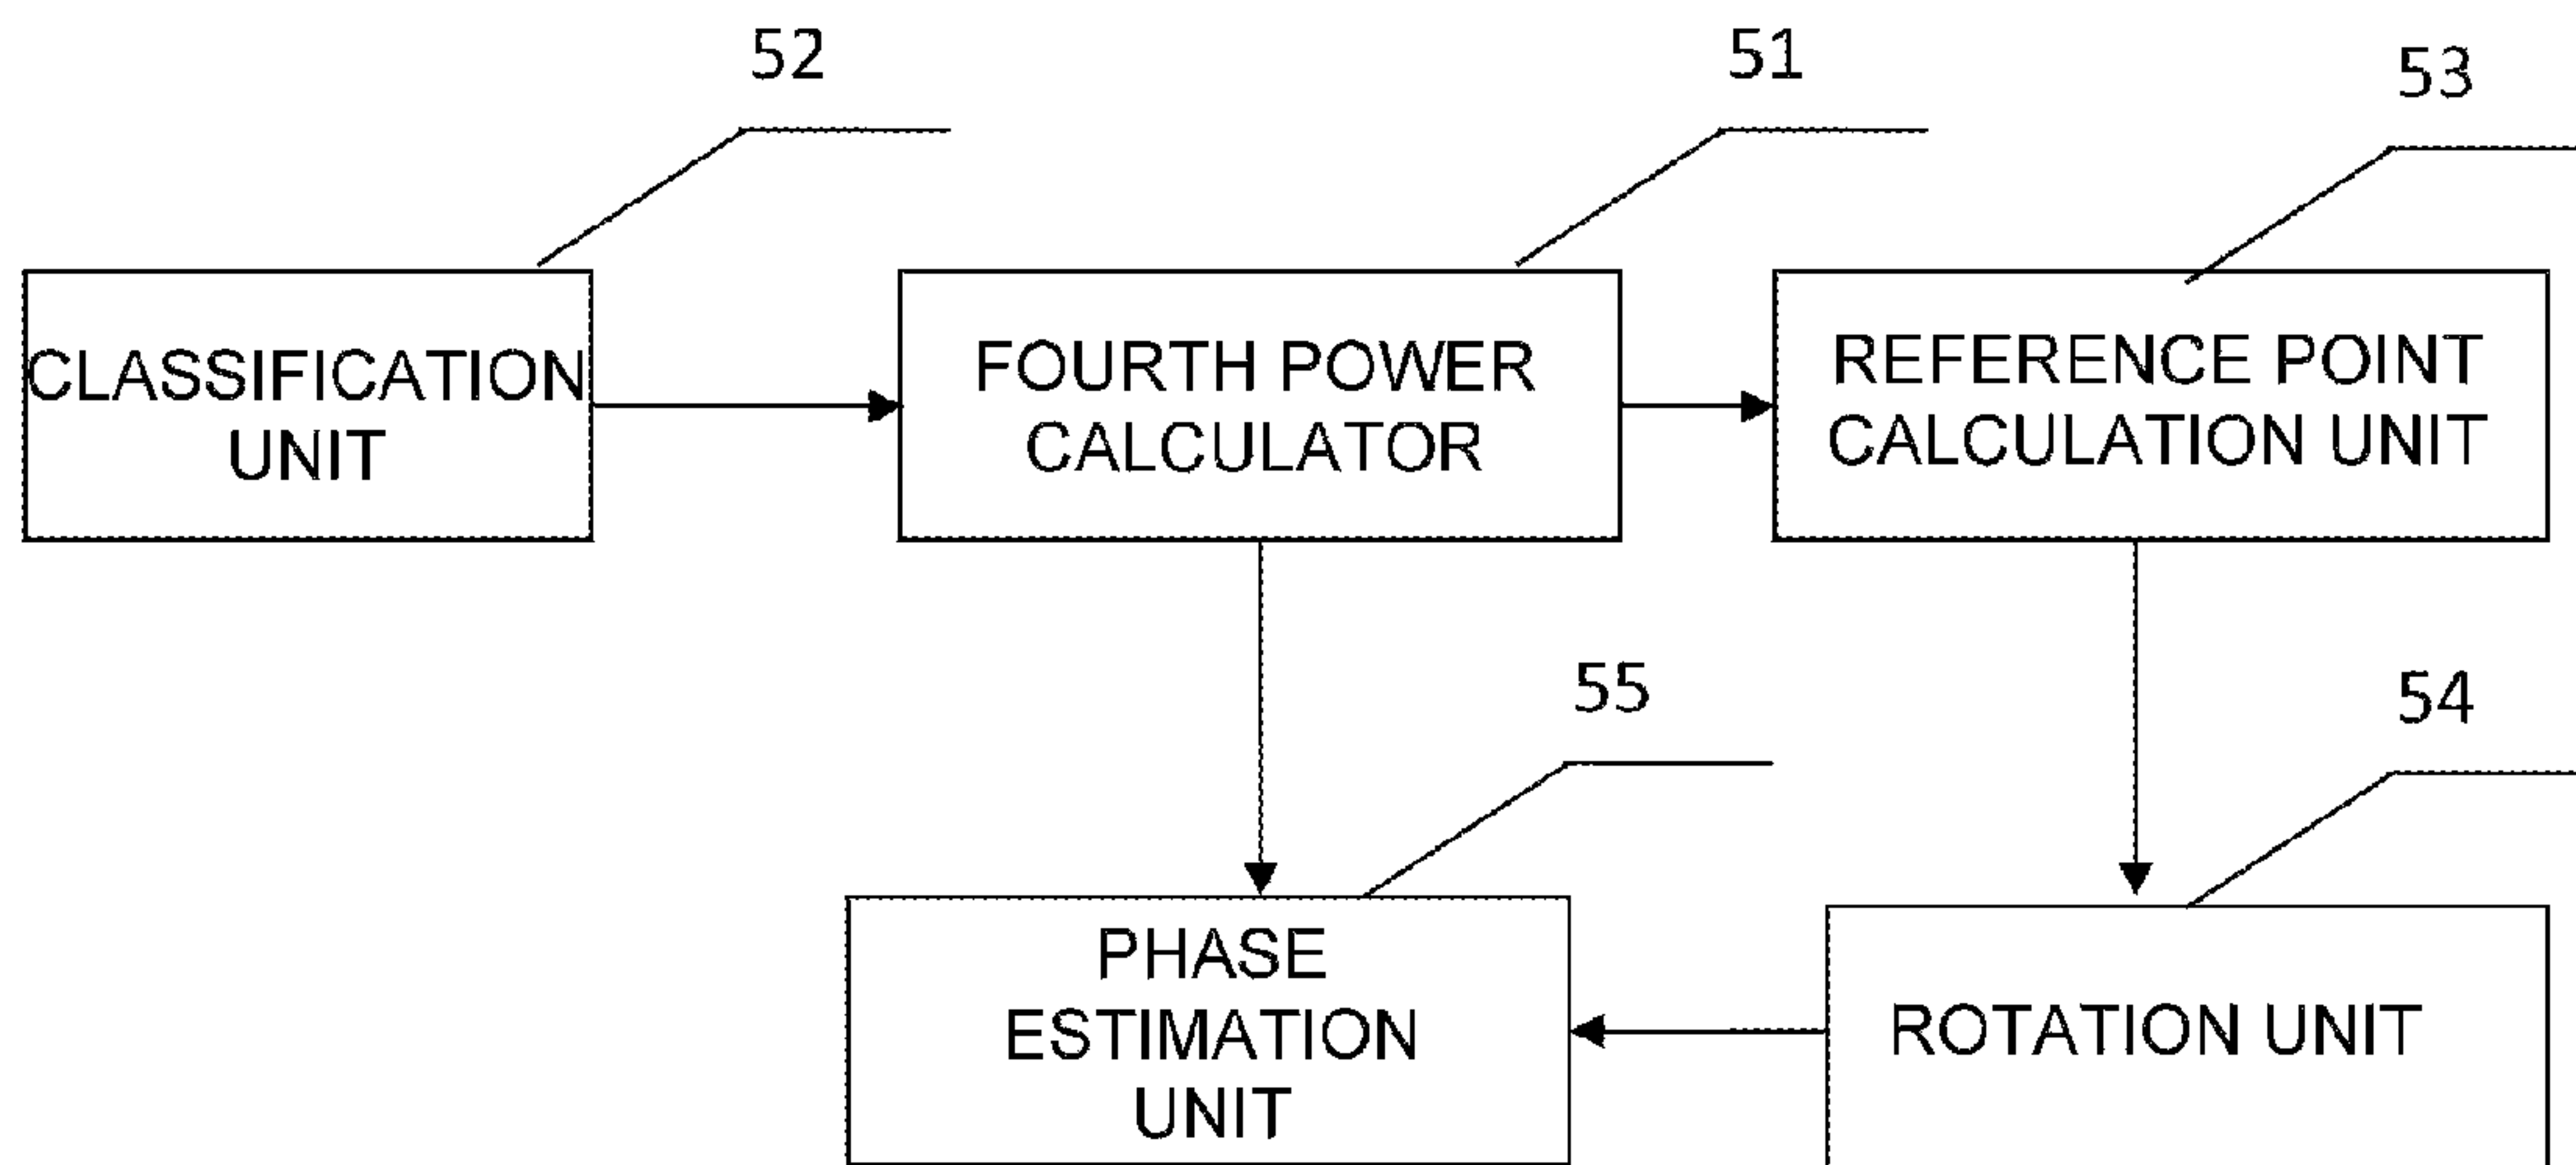 52
51
53
CLASSIFICATION
UNIT
FOURTH POWER
CALCULATOR
REFERENCE POINT
CALCULATION UNIT
55
54
PHASE
ESTIMATION
UNIT
ROTATION UNIT